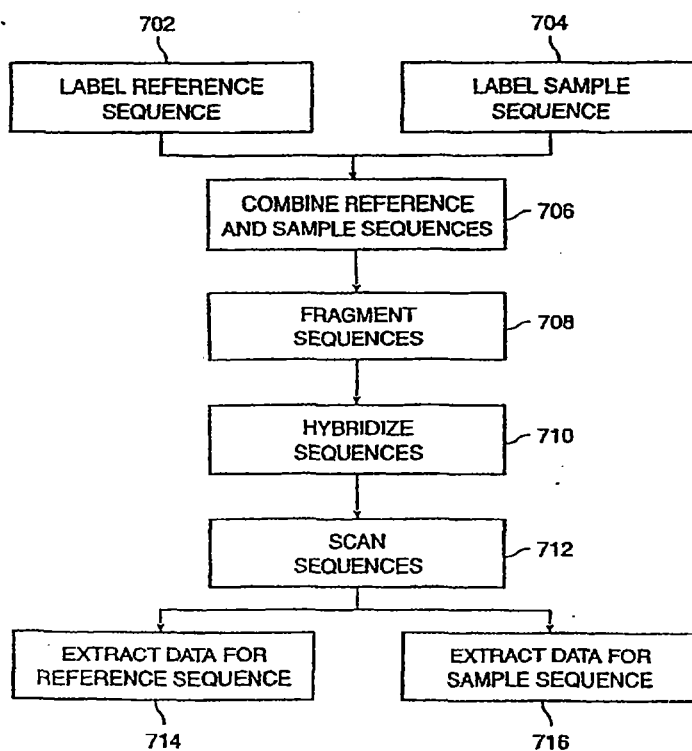 702
704
LABEL REFERENCE
SEQUENCE
LABEL SAMPLE
SEQUENCE
COMBINE REFERENCE
AND SAMPLE SEQUENCES
706
FRAGMENT
SEQUENCES
708
HYBRIDIZE
SEQUENCES
710
SCAN
SEQUENCES
712
EXTRACT DATA FOR
REFERENCE SEQUENCE
EXTRACT DATA FOR
SAMPLE SEQUENCE
714
716